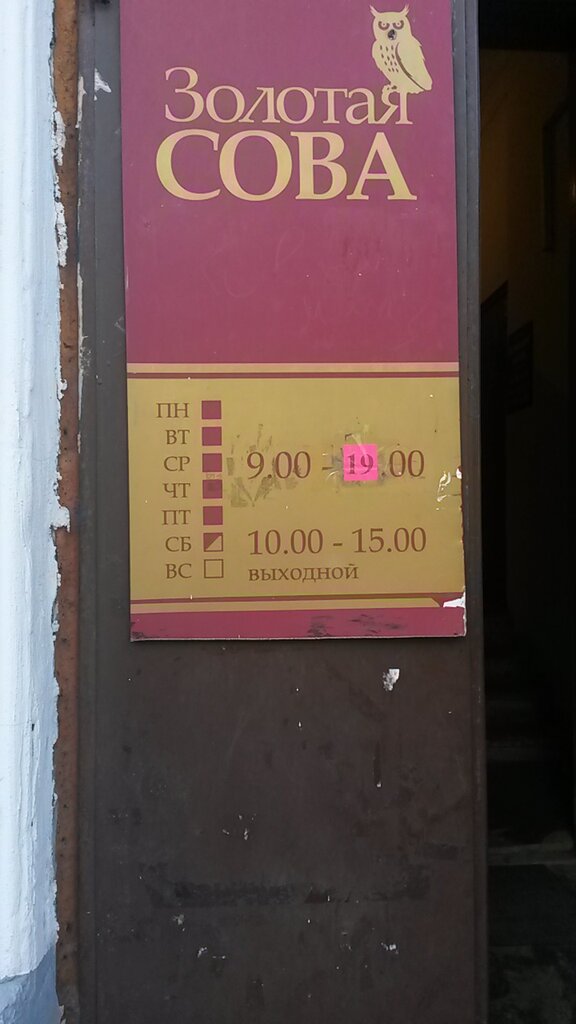 Золотая
СОВА
ПН
ВТ
СР 9.00 - 19.00
ЧТ
ПТ
СБ 10.00 - 15.00
ВС выходной